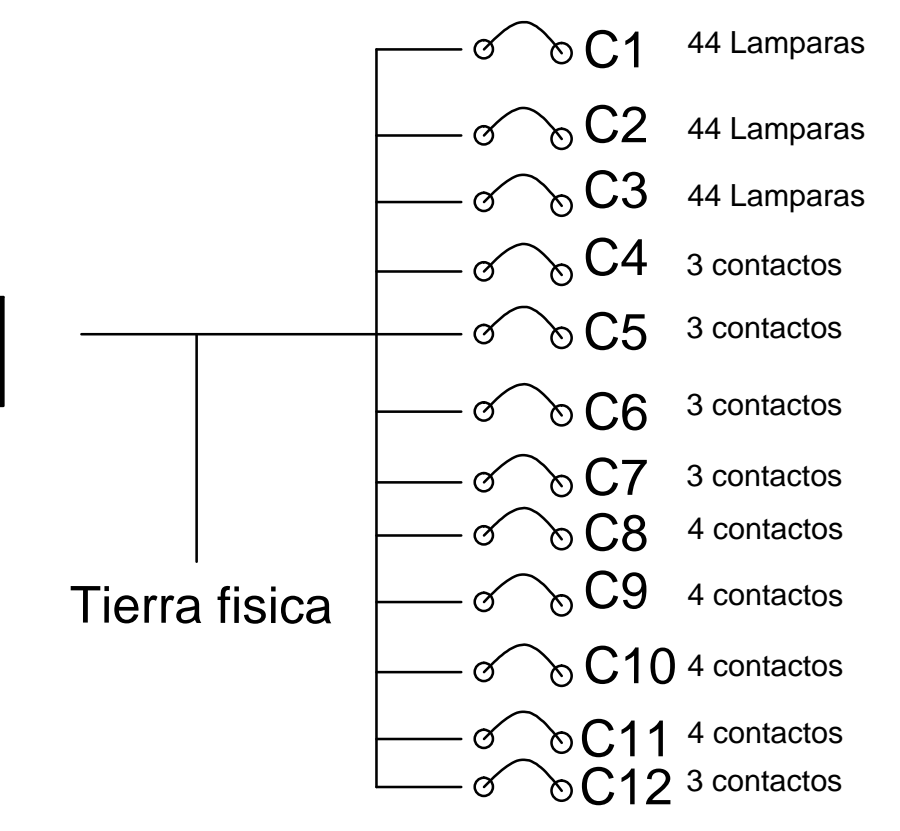 C1 44 Lamparas
C2 44 Lamparas
C3 44 Lamparas
C4 3 contactos
C5 3 contactos
C6 3 contactos
C7 3 contactos
C8 4 contactos
C9 4 contactos
Tierra fisica
C10 4 contactos
C11 4 contactos
C12 3 contactos